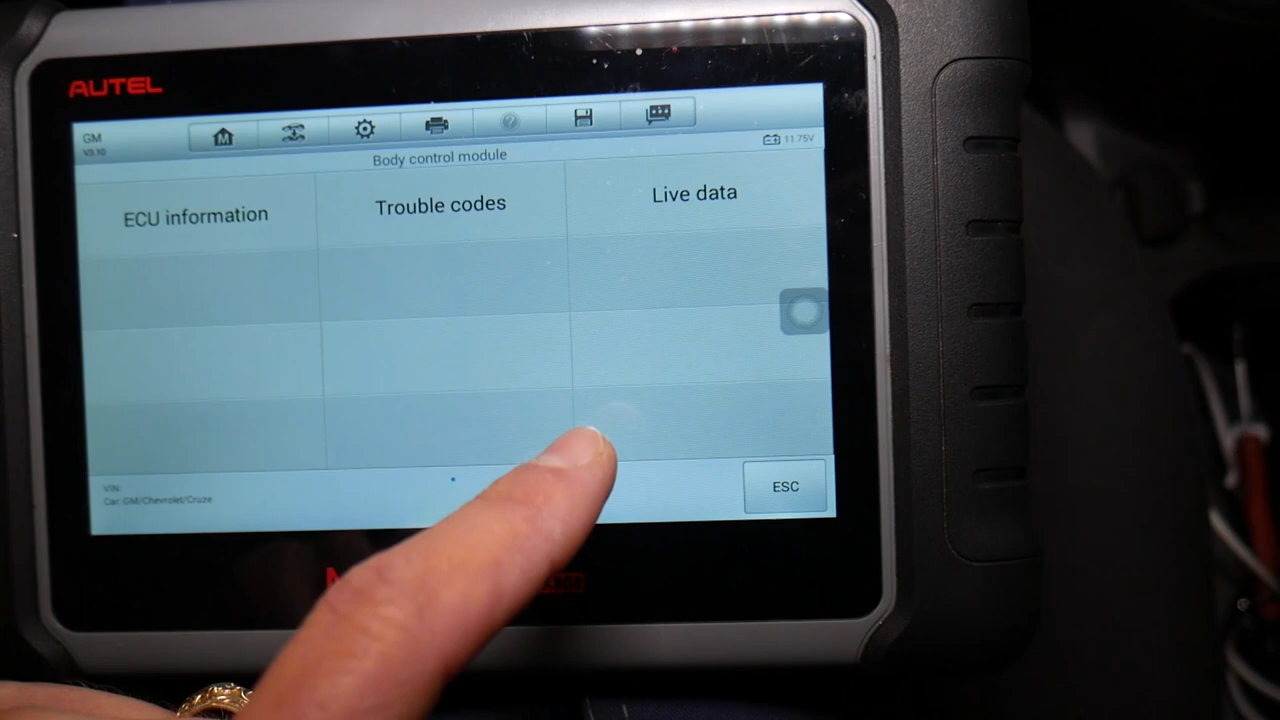 AUTEL
GM
V3.10
11.75V
Body control module
ECU information
Trouble codes
Live data
VIN:
Car: GM/Chevrolet/Cruze
ESC